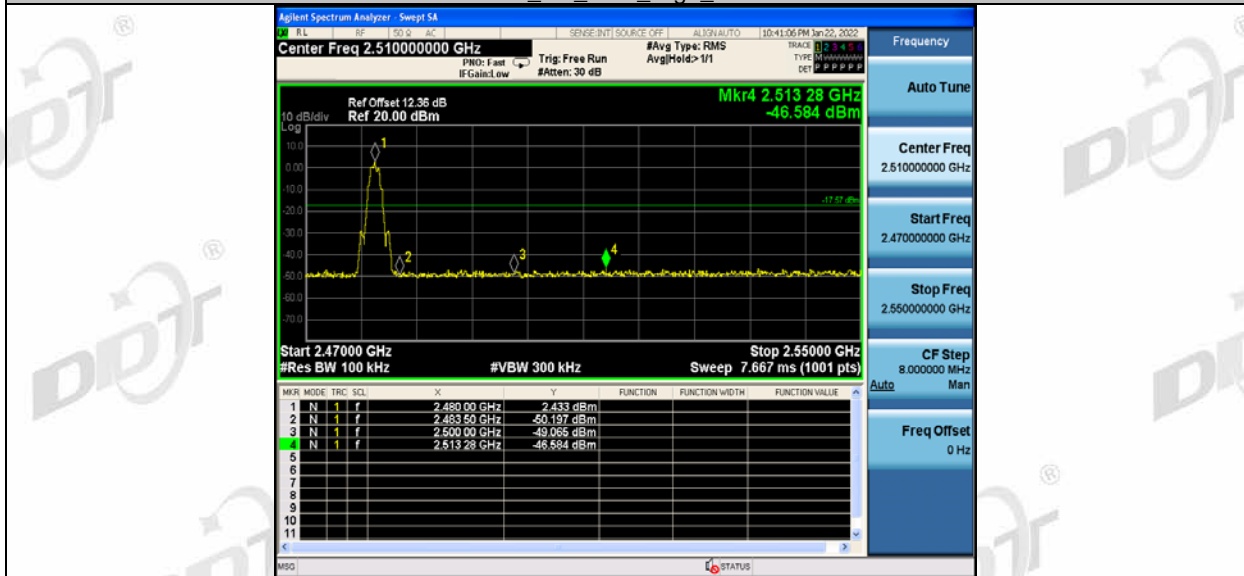 Agilent Spectrum Analyzer - Swept SA
RL RF 50 Ω AC SENSE:INT SOURCE OFF ALIGN AUTO 10:41:06 PM Jan 22, 2022
Center Freq 2.510000000 GHz
PNO: Fast
IFGain:Low
Trig: Free Run
#Atten: 30 dB
#Avg Type: RMS
Avg|Hold:>1/1
TRACE 1 2 3 4 5 6
TYPE M
DET P P P P P P
Frequency
Auto Tune
Center Freq
2.510000000 GHz
Start Freq
2.470000000 GHz
Stop Freq
2.550000000 GHz
CF Step
8.000000 MHz
Auto Man
Freq Offset
0 Hz
Mkr4 2.513 28 GHz
-46.584 dBm
Ref Offset 12.36 dB
10 dB/div Ref 20.00 dBm
Log
10.0
0.00
-10.0
-20.0
-30.0
-40.0
-50.0
-60.0
-70.0
-17.57 dBm
1
2
3
4
Start 2.47000 GHz
Stop 2.55000 GHz
#Res BW 100 kHz
#VBW 300 kHz
Sweep 7.667 ms (1001 pts)
MKR MODE TRC SCL X Y FUNCTION FUNCTION WIDTH FUNCTION VALUE
1 N 1 f 2.480 00 GHz 2.433 dBm
2 N 1 f 2.483 50 GHz -50.197 dBm
3 N 1 f 2.500 00 GHz -49.065 dBm
4 N 1 f 2.513 28 GHz -46.584 dBm
5
6
7
8
9
10
11
MSG
STATUS
DDT
®